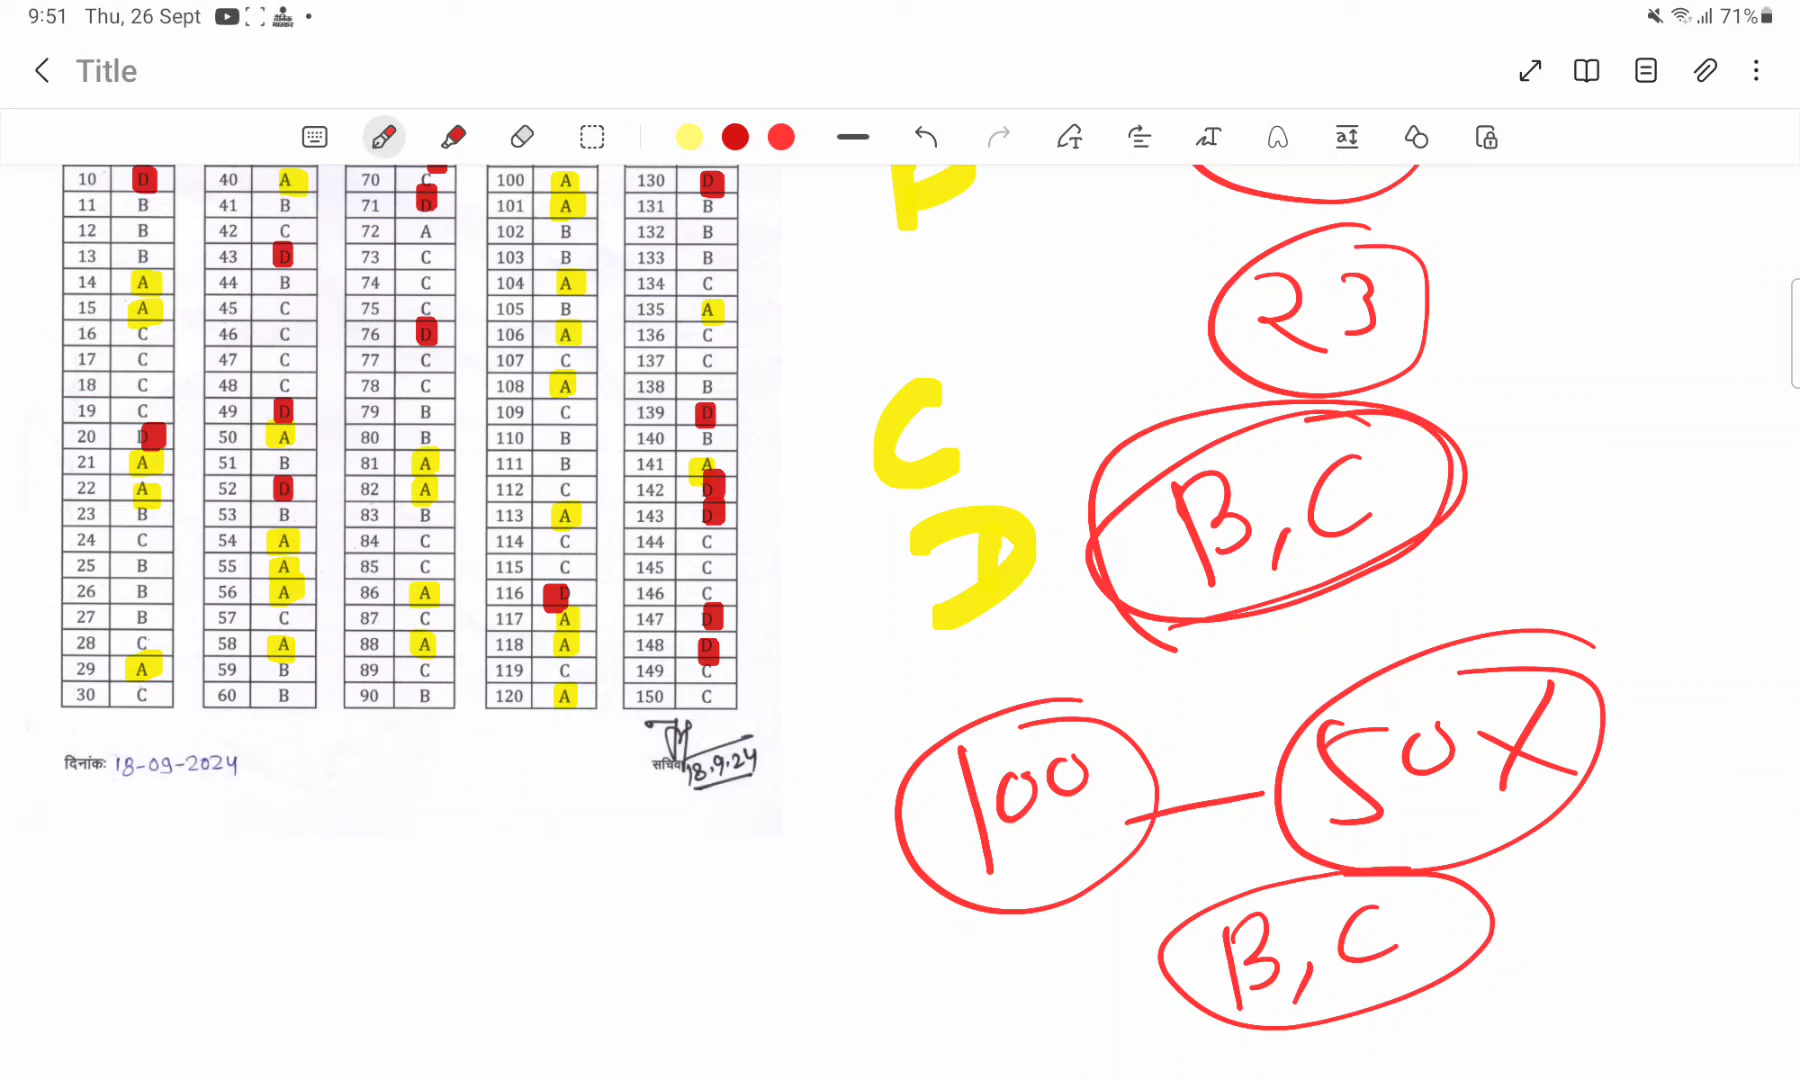 9:51 Thu, 26 Sept
71%
Title
10 D 40 A 70 C 100 A 130 D
11 B 41 B 71 D 101 A 131 B
12 B 42 C 72 A 102 B 132 B
13 B 43 D 73 C 103 B 133 B
14 A 44 B 74 C 104 A 134 C
15 A 45 C 75 C 105 B 135 A
16 C 46 C 76 D 106 A 136 C
17 C 47 C 77 C 107 C 137 C
18 C 48 C 78 C 108 A 138 B
19 C 49 D 79 B 109 C 139 D
20 D 50 A 80 B 110 B 140 B
21 A 51 B 81 A 111 B 141 A
22 A 52 D 82 A 112 C 142 D
23 B 53 B 83 B 113 A 143 D
24 C 54 A 84 C 114 C 144 C
25 B 55 A 85 C 115 C 145 C
26 B 56 A 86 A 116 D 146 C
27 B 57 C 87 C 117 A 147 D
28 C 58 A 88 A 118 A 148 D
29 A 59 B 89 C 119 C 149 C
30 C 60 B 90 B 120 A 150 C
दिनांक: 18-09-2024
सचिव 18.9.24
23
C
D
B, C
100 50X
B, C